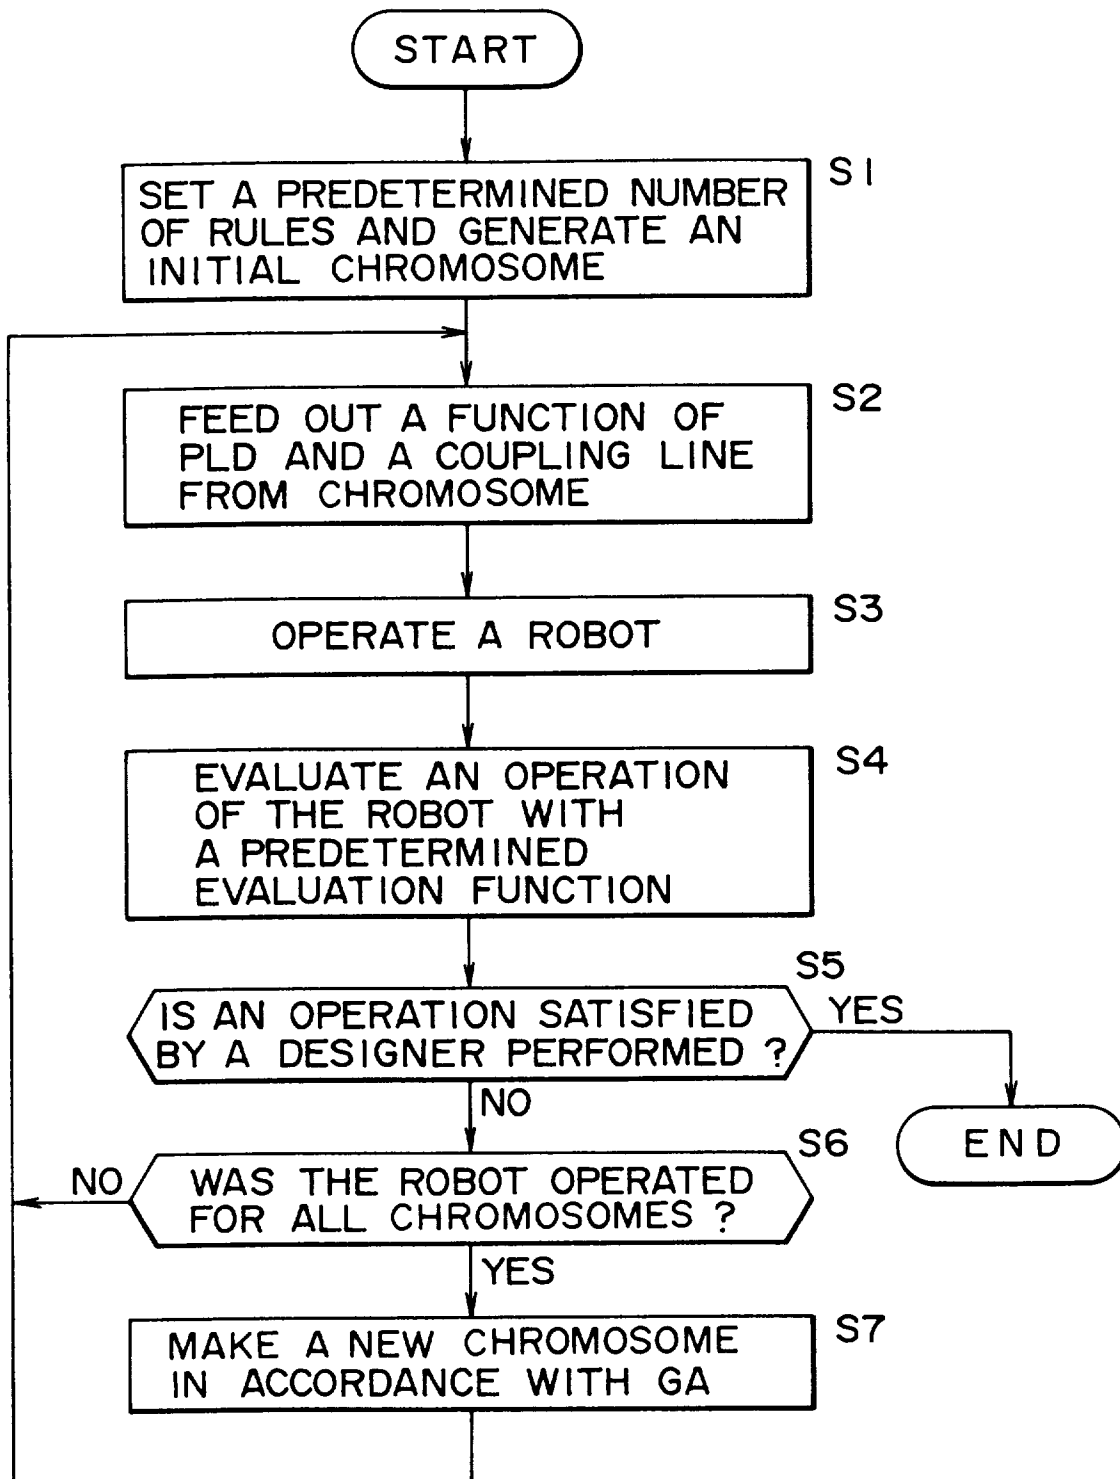 START
S1
SET A PREDETERMINED NUMBER
OF RULES AND GENERATE AN
INITIAL CHROMOSOME
S2
FEED OUT A FUNCTION OF
PLD AND A COUPLING LINE
FROM CHROMOSOME
S3
OPERATE A ROBOT
S4
EVALUATE AN OPERATION
OF THE ROBOT WITH
A PREDETERMINED
EVALUATION FUNCTION
S5
IS AN OPERATION SATISFIED
BY A DESIGNER PERFORMED ?
YES
NO
END
S6
WAS THE ROBOT OPERATED
FOR ALL CHROMOSOMES ?
NO
YES
S7
MAKE A NEW CHROMOSOME
IN ACCORDANCE WITH GA